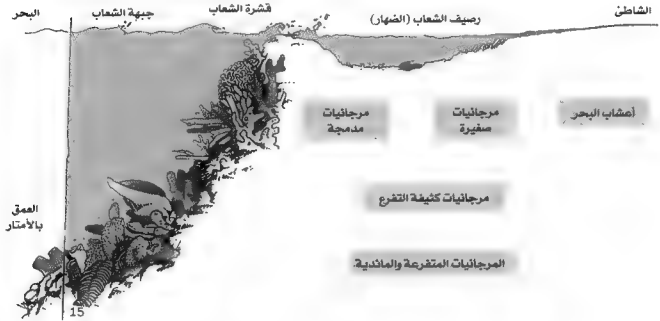 الشاطئ
رصيف الشعاب (الضهار)
قشرة الشعاب
جبهة الشعاب
البحر
أعشاب البحر
مرجانيات
صغيرة
مرجانيات
مدمجة
مرجانيات كثيفة التفرع
المرجانيات المتفرعة والمائدية
العمق
بالأمتار
15